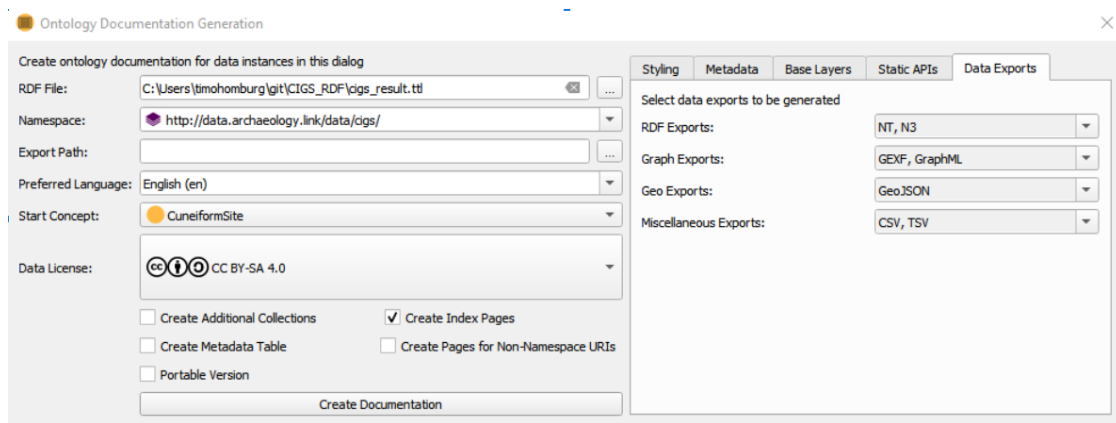 Ontology Documentation Generation
Create ontology documentation for data instances in this dialog
RDF File: C:\Users\timohomburg\git\CIGS_RDF\cigs_result.ttl ...
Namespace: http://data.archaeology.link/data/cigs/
Export Path: ...
Preferred Language: English (en)
Start Concept: CuneiformSite
Data License: CC BY-SA 4.0
Create Additional Collections Create Index Pages
Create Metadata Table Create Pages for Non-Namespace URIs
Portable Version
Create Documentation
Styling Metadata Base Layers Static APIs Data Exports
Select data exports to be generated
RDF Exports: NT, N3
Graph Exports: GEXF, GraphML
Geo Exports: GeoJSON
Miscellaneous Exports: CSV, TSV